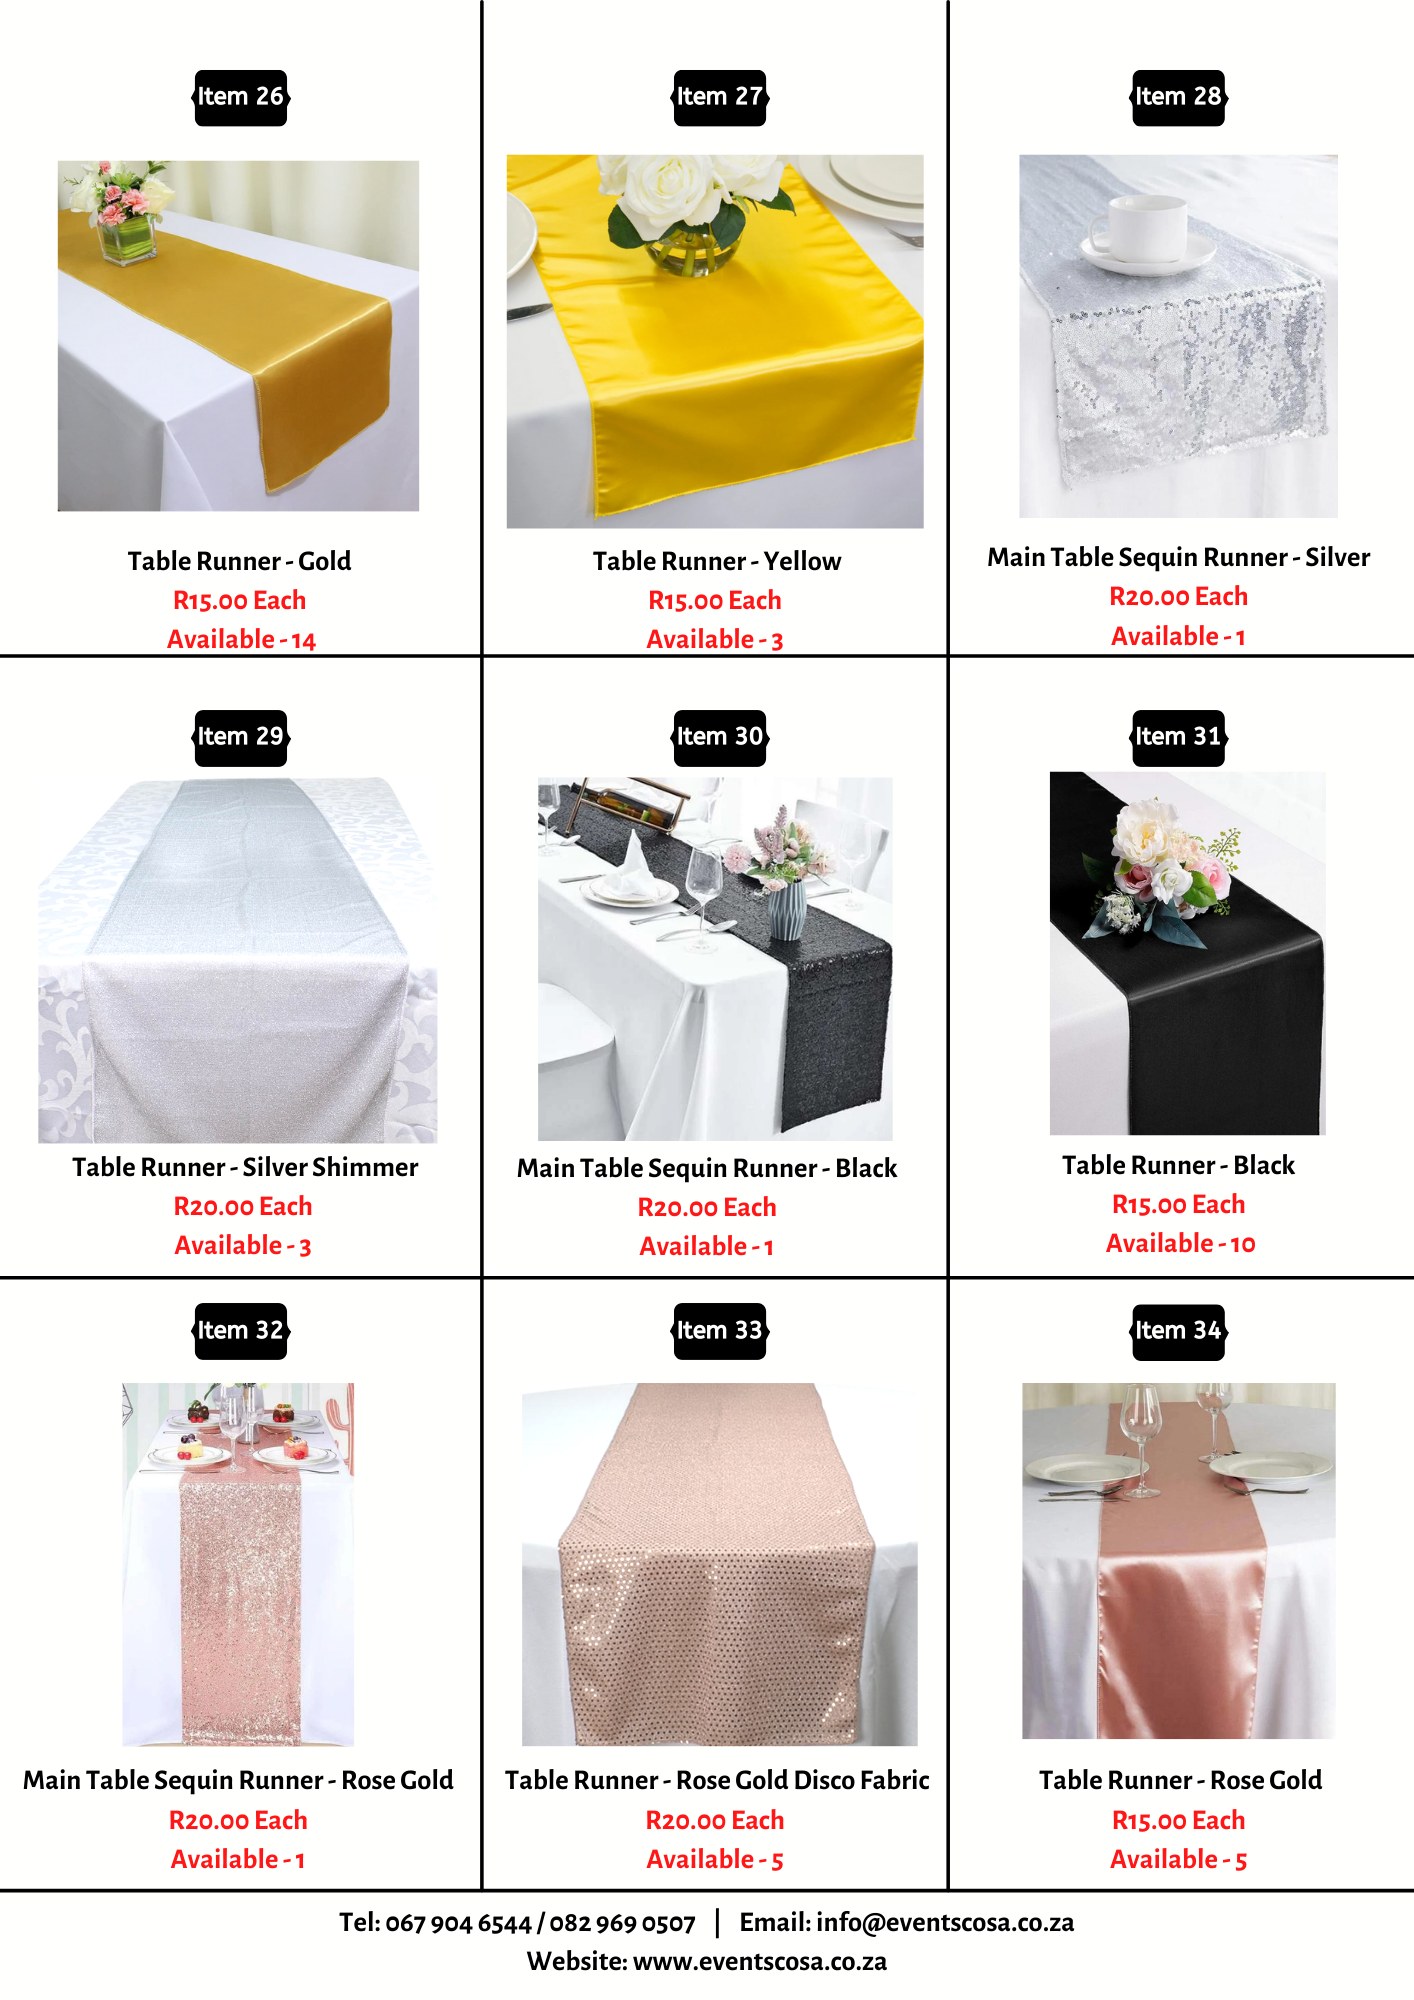 Item 26
Table Runner - Gold
R15.00 Each
Available - 14
Item 27
Table Runner - Yellow
R15.00 Each
Available - 3
Item 28
Main Table Sequin Runner - Silver
R20.00 Each
Available - 1
Item 29
Table Runner - Silver Shimmer
R20.00 Each
Available - 3
Item 30
Main Table Sequin Runner - Black
R20.00 Each
Available - 1
Item 31
Table Runner - Black
R15.00 Each
Available - 10
Item 32
Main Table Sequin Runner - Rose Gold
R20.00 Each
Available - 1
Item 33
Table Runner - Rose Gold Disco Fabric
R20.00 Each
Available - 5
Item 34
Table Runner - Rose Gold
R15.00 Each
Available - 5
Tel: 067 904 6544 / 082 969 0507 | Email: info@eventscosa.co.za
Website: www.eventscosa.co.za